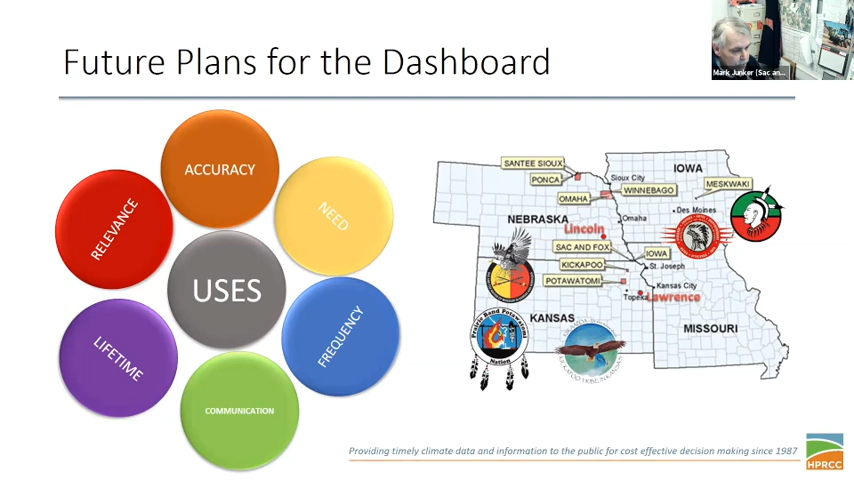 Future Plans for the Dashboard
Mark Junker (Sac an...
ACCURACY
RELEVANCE
NEED
USES
LIFETIME
FREQUENCY
COMMUNICATION
SANTEE SIOUX
PONCA
Sioux City
IOWA
OMAHA
WINNEBAGO
MESKWAKI
NEBRASKA
Omaha
Des Moines
Lincoln
SAC AND FOX
IOWA
KICKAPOO
St. Joseph
POTAWATOMI
Kansas City
Topeka
Lawrence
KANSAS
MISSOURI
Prairie Band Potawatomi
Nation
Providing timely climate data and information to the public for cost effective decision making since 1987
HPRCC